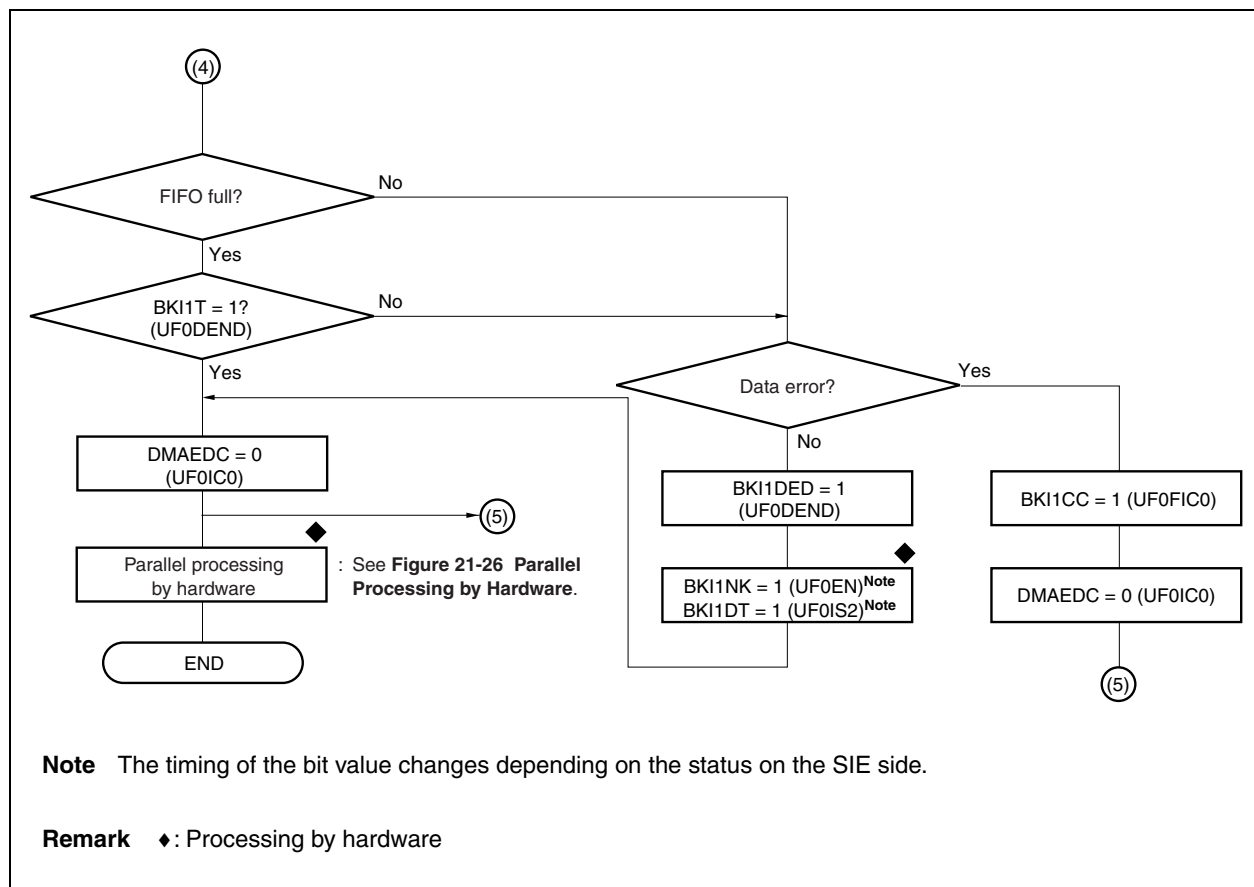 (4)
FIFO full?
No
Yes
BKI1T = 1?
(UF0DEND)
No
Yes
Data error?
Yes
No
DMAEDC = 0
(UF0IC0)
(5)
◆
Parallel processing
by hardware
: See Figure 21-26 Parallel
Processing by Hardware.
END
BKI1DED = 1
(UF0DEND)
◆
BKI1NK = 1 (UF0EN)Note
BKI1DT = 1 (UF0IS2)Note
BKI1CC = 1 (UF0FIC0)
DMAEDC = 0 (UF0IC0)
(5)
Note The timing of the bit value changes depending on the status on the SIE side.
Remark ♦: Processing by hardware